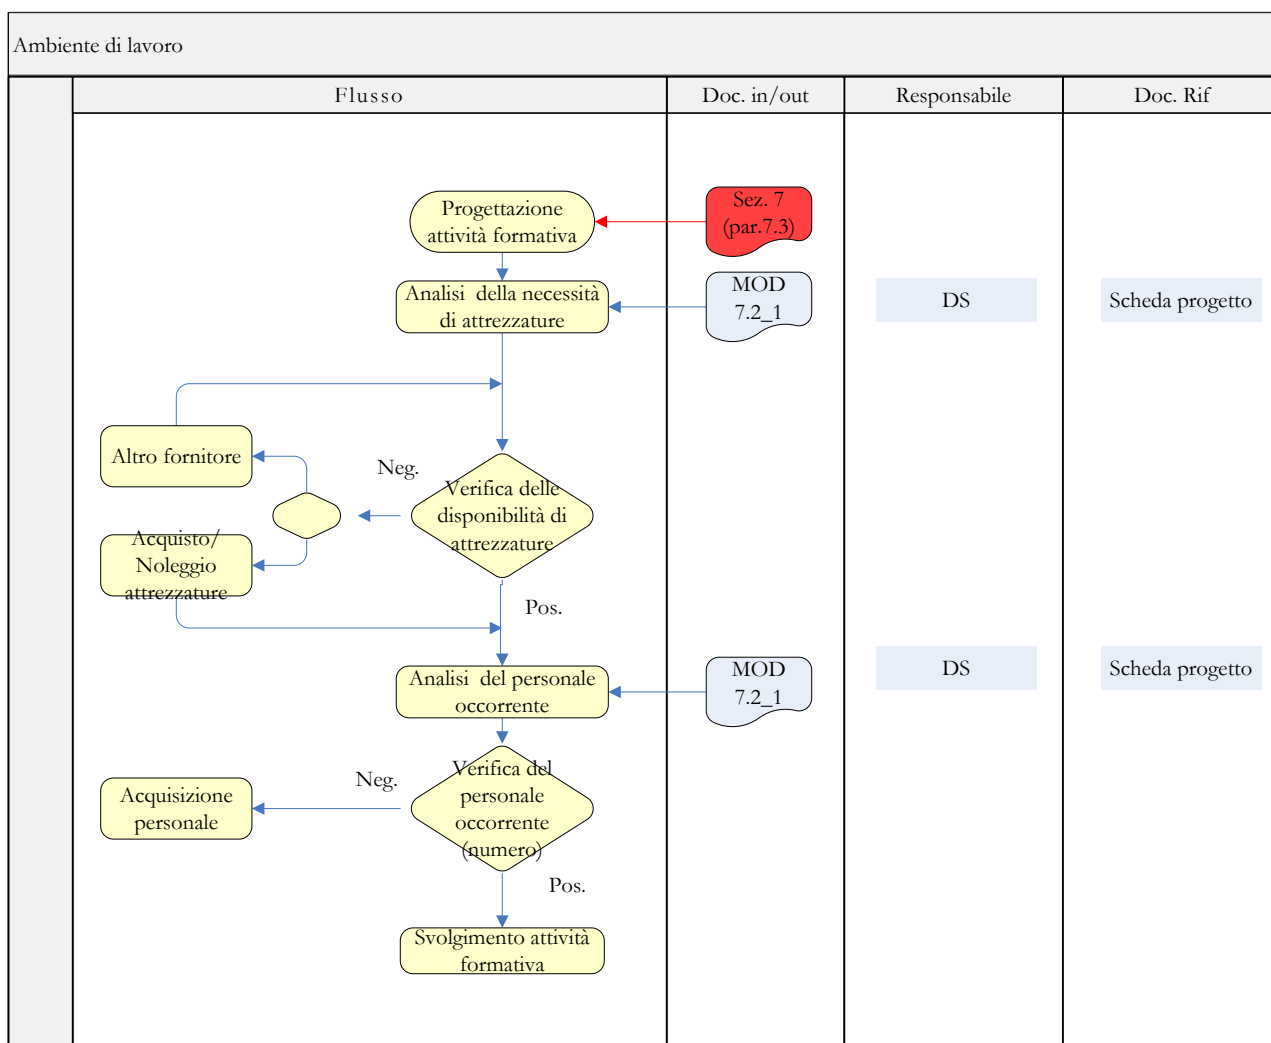 Ambiente di lavoro
Flusso
Doc. in/out
Responsabile
Doc. Rif
Progettazione
attività formativa
Sez. 7
(par.7.3)
Analisi della necessità
di attrezzature
MOD
7.2_1
DS
Scheda progetto
Altro fornitore
Neg.
Verifica delle
disponibilità di
attrezzature
Acquisto/
Noleggio
attrezzature
Pos.
Analisi del personale
occorrente
MOD
7.2_1
DS
Scheda progetto
Neg.
Verifica del
personale
occorrente
(numero)
Acquisizione
personale
Pos.
Svolgimento attività
formativa